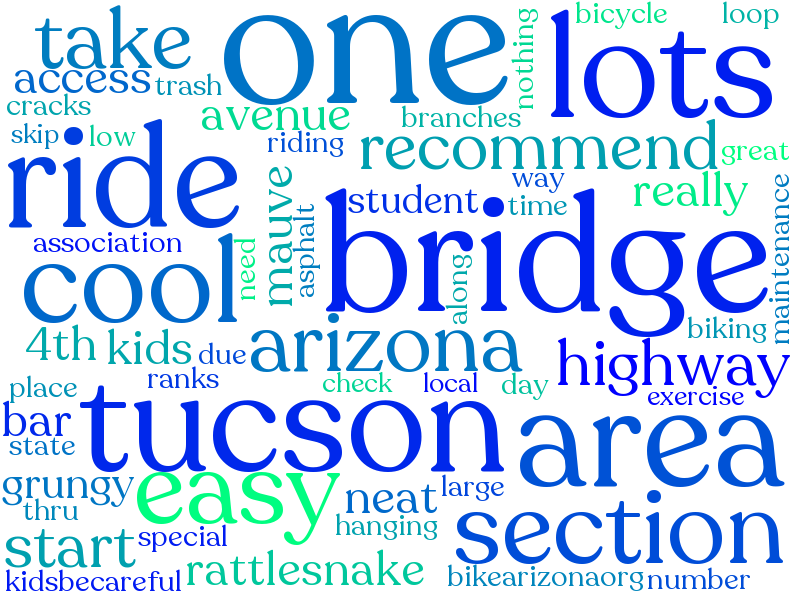 take
one
lots
nothing
bicycle
loop
access
trash
cracks
avenue
branches
skip
low
riding
recommend
great
ride
mauve
student
way
time
really
maintenance
association
asphalt
bridge
cool
need
along
biking
4th
kids
due
arizona
highway
place
ranks
check
local
day
exercise
bar
state
tucson
area
grungy
thru
easy
neat
large
section
start
special
hanging
kidsbecareful
rattlesnake
bikearizonaorg
number